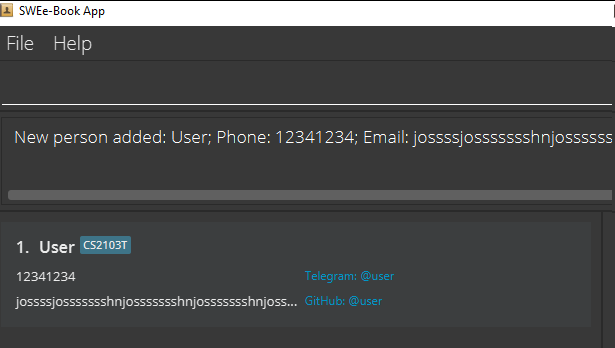 SWEe-Book App
File Help
New person added: User; Phone: 12341234; Email: jossssjossssssshnjossssss
1. User CS2103T
12341234 Telegram: @user
jossssjossssssshnjosssssshnjosssssshnjoss... GitHub: @user